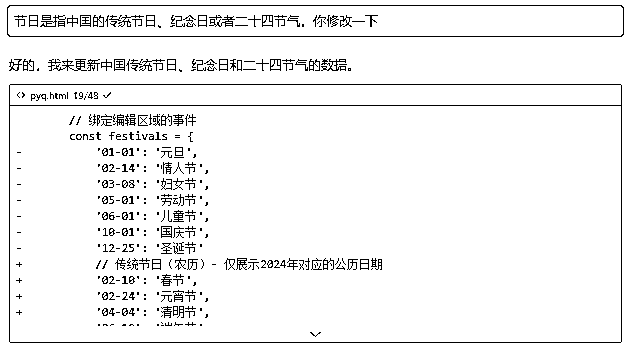 节日是指中国的传统节日、纪念日或者二十四节气，你修改一下
好的，我来更新中国传统节日、纪念日和二十四节气的数据。
<> pyq.html 19/48 ✓
// 绑定编辑区域的事件
const festivals = {
- '01-01': '元旦',
- '02-14': '情人节',
- '03-08': '妇女节',
- '05-01': '劳动节',
- '06-01': '儿童节',
- '10-01': '国庆节',
- '12-25': '圣诞节'
+ // 传统节日（农历）- 仅展示2024年对应的公历日期
+ '02-10': '春节',
+ '02-24': '元宵节',
+ '04-04': '清明节',